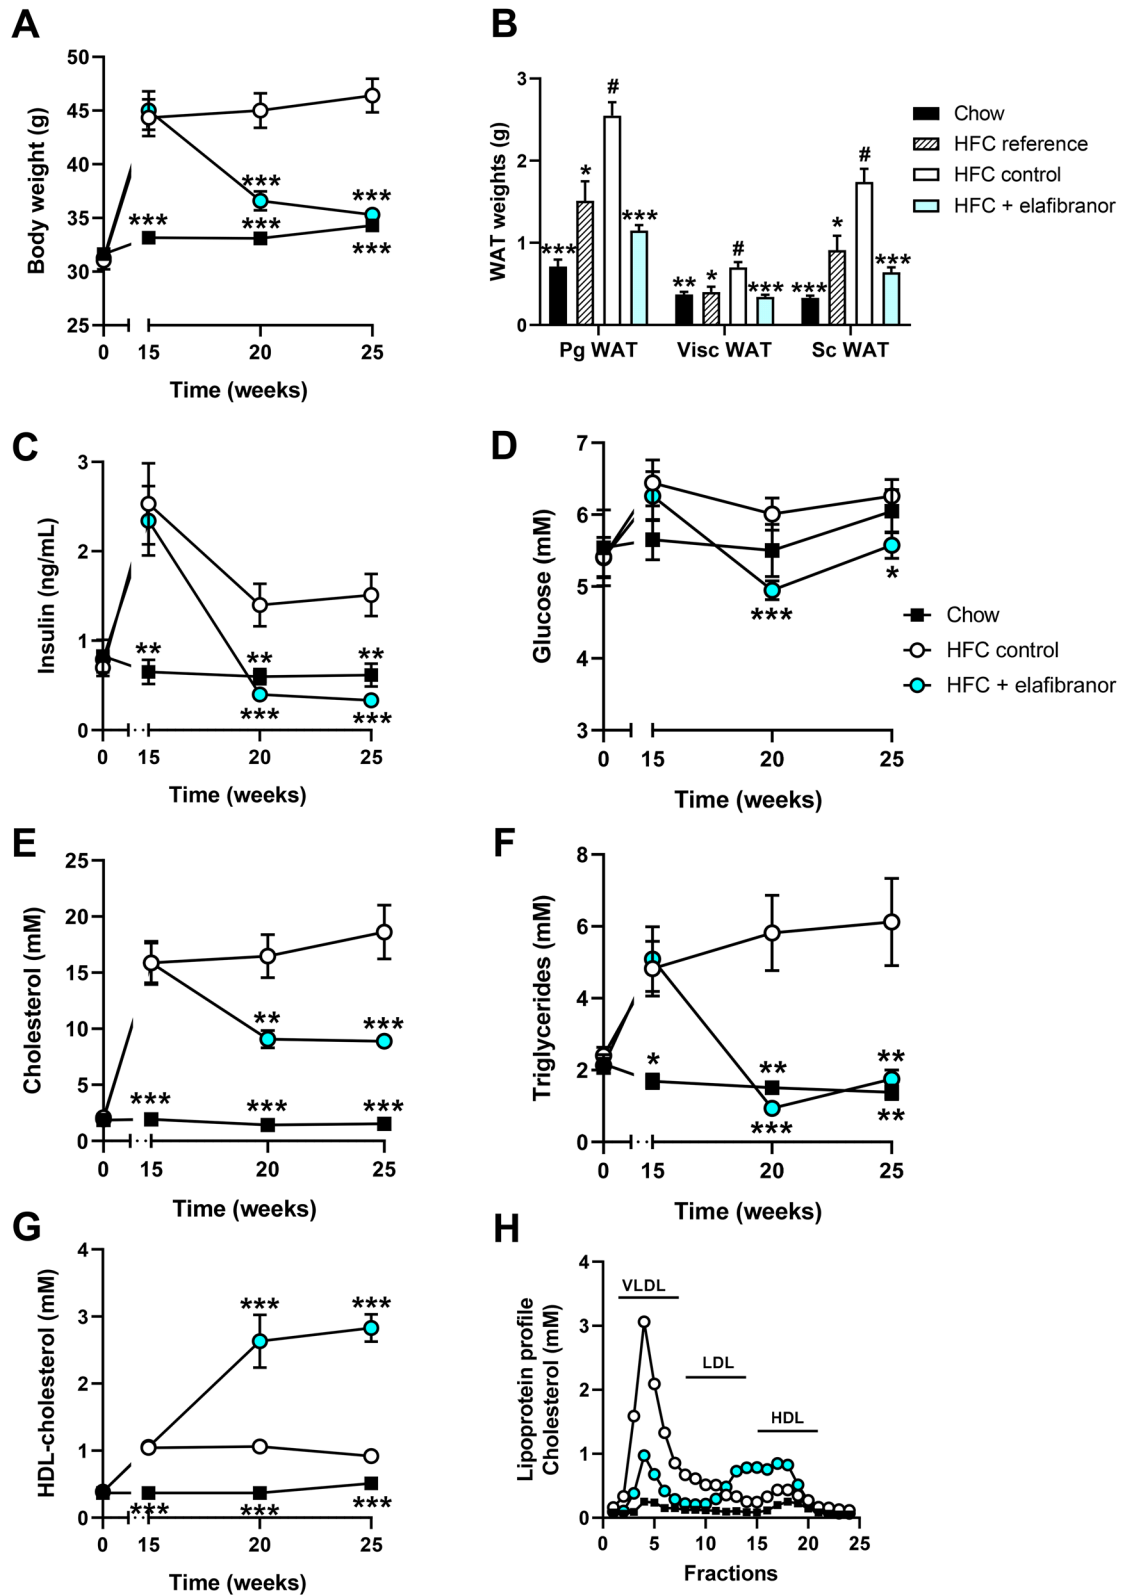 A
50
45
40
35
30
25
Body weight (g)
***
***
***
***
***
0 15 20 25
Time (weeks)
B
3
2
1
0
WAT weights (g)
*** * # ***
** * # ***
*** * # ***
Pg WAT Visc WAT Sc WAT
Chow
HFC reference
HFC control
HFC + elafibranor
C
3
2
1
0
Insulin (ng/mL)
** ** **
*** ***
0 15 20 25
Time (weeks)
D
7
6
5
4
3
Glucose (mM)
*
***
0 15 20 25
Time (weeks)
Chow
HFC control
HFC + elafibranor
E
25
20
15
10
5
0
Cholesterol (mM)
** ***
*** *** ***
0 15 20 25
Time (weeks)
F
8
6
4
2
0
Triglycerides (mM)
* ** **
*** **
0 15 20 25
Time (weeks)
G
4
3
2
1
0
HDL-cholesterol (mM)
*** ***
*** *** ***
0 15 20 25
Time (weeks)
H
4
3
2
1
0
Lipoprotein profile
Cholesterol (mM)
VLDL
LDL
HDL
0 5 10 15 20 25
Fractions